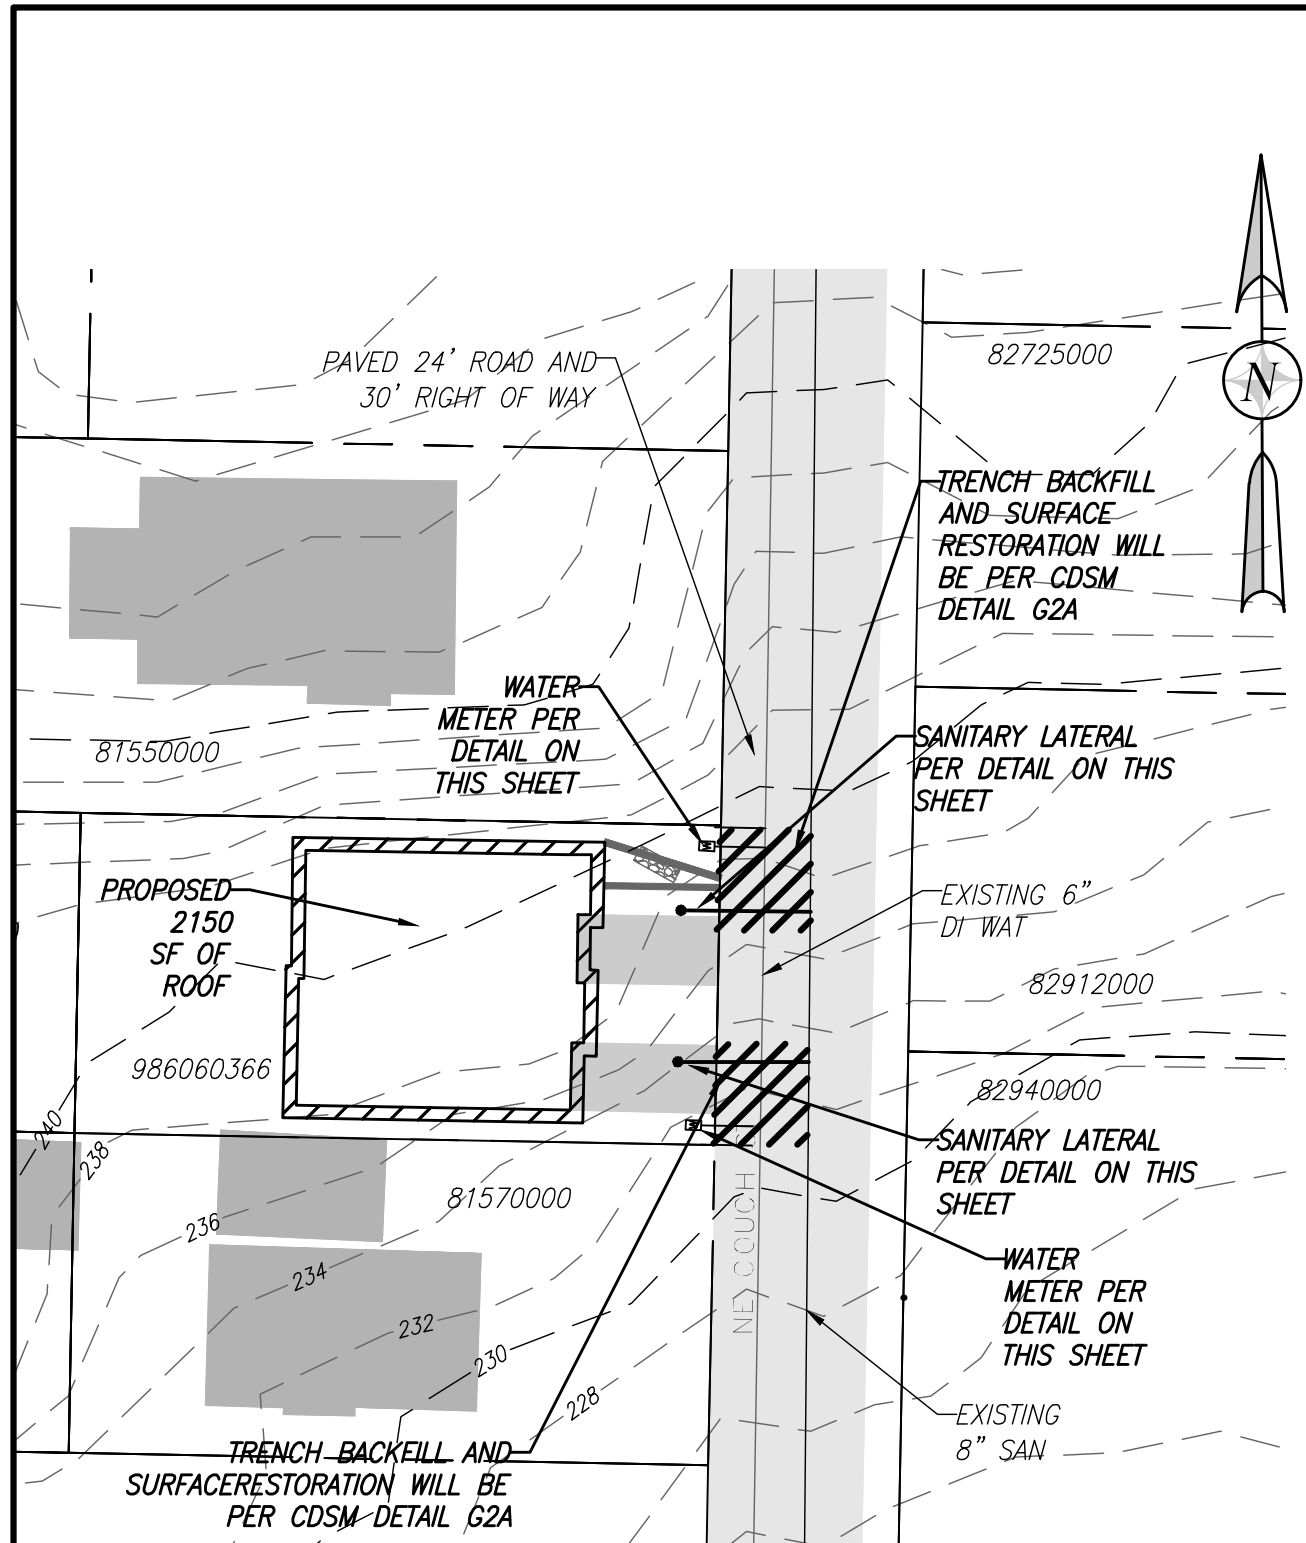 PAVED 24' ROAD AND
30' RIGHT OF WAY
82725000
N
TRENCH BACKFILL
AND SURFACE
RESTORATION WILL
BE PER CDSM
DETAIL G2A
WATER
METER PER
DETAIL ON
THIS SHEET
81550000
SANITARY LATERAL
PER DETAIL ON THIS
SHEET
W
PROPOSED
2150
SF OF
ROOF
EXISTING 6"
DI WAT
82912000
986060366
82940000
240
238
SANITARY LATERAL
PER DETAIL ON THIS
SHEET
W
81570000
236
NE COUCH
234
WATER
METER PER
DETAIL ON
THIS SHEET
232
230
228
EXISTING
8" SAN
TRENCH BACKFILL AND
SURFACERESTORATION WILL BE
PER CDSM DETAIL G2A